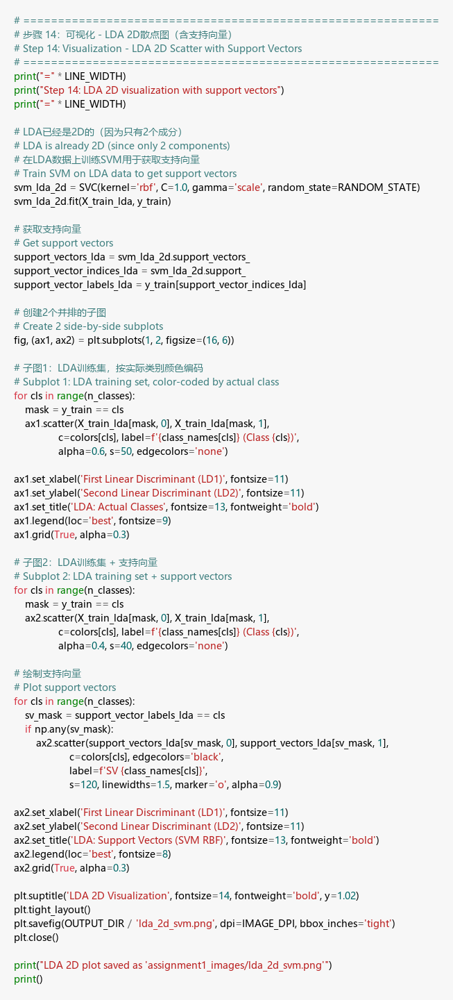 # ============================================================
# 步骤 14：可视化 - LDA 2D散点图（含支持向量）
# Step 14: Visualization - LDA 2D Scatter with Support Vectors
# ============================================================
print("=" * LINE_WIDTH)
print("Step 14: LDA 2D visualization with support vectors")
print("=" * LINE_WIDTH)

# LDA已经是2D的（因为只有2个成分）
# LDA is already 2D (since only 2 components)
# 在LDA数据上训练SVM用于获取支持向量
# Train SVM on LDA data to get support vectors
svm_lda_2d = SVC(kernel='rbf', C=1.0, gamma='scale', random_state=RANDOM_STATE)
svm_lda_2d.fit(X_train_lda, y_train)

# 获取支持向量
# Get support vectors
support_vectors_lda = svm_lda_2d.support_vectors_
support_vector_indices_lda = svm_lda_2d.support_
support_vector_labels_lda = y_train[support_vector_indices_lda]

# 创建2个并排的子图
# Create 2 side-by-side subplots
fig, (ax1, ax2) = plt.subplots(1, 2, figsize=(16, 6))

# 子图1：LDA训练集，按实际类别颜色编码
# Subplot 1: LDA training set, color-coded by actual class
for cls in range(n_classes):
    mask = y_train == cls
    ax1.scatter(X_train_lda[mask, 0], X_train_lda[mask, 1],
                c=colors[cls], label=f'{class_names[cls]} (Class {cls})',
                alpha=0.6, s=50, edgecolors='none')

ax1.set_xlabel('First Linear Discriminant (LD1)', fontsize=11)
ax1.set_ylabel('Second Linear Discriminant (LD2)', fontsize=11)
ax1.set_title('LDA: Actual Classes', fontsize=13, fontweight='bold')
ax1.legend(loc='best', fontsize=9)
ax1.grid(True, alpha=0.3)

# 子图2：LDA训练集 + 支持向量
# Subplot 2: LDA training set + support vectors
for cls in range(n_classes):
    mask = y_train == cls
    ax2.scatter(X_train_lda[mask, 0], X_train_lda[mask, 1],
                c=colors[cls], label=f'{class_names[cls]} (Class {cls})',
                alpha=0.4, s=40, edgecolors='none')

# 绘制支持向量
# Plot support vectors
for cls in range(n_classes):
    sv_mask = support_vector_labels_lda == cls
    if np.any(sv_mask):
        ax2.scatter(support_vectors_lda[sv_mask, 0], support_vectors_lda[sv_mask, 1],
                    c=colors[cls], edgecolors='black',
                    label=f'SV {class_names[cls]}',
                    s=120, linewidths=1.5, marker='o', alpha=0.9)

ax2.set_xlabel('First Linear Discriminant (LD1)', fontsize=11)
ax2.set_ylabel('Second Linear Discriminant (LD2)', fontsize=11)
ax2.set_title('LDA: Support Vectors (SVM RBF)', fontsize=13, fontweight='bold')
ax2.legend(loc='best', fontsize=8)
ax2.grid(True, alpha=0.3)

plt.suptitle('LDA 2D Visualization', fontsize=14, fontweight='bold', y=1.02)
plt.tight_layout()
plt.savefig(OUTPUT_DIR / 'lda_2d_svm.png', dpi=IMAGE_DPI, bbox_inches='tight')
plt.close()

print("LDA 2D plot saved as 'assignment1_images/lda_2d_svm.png'")
print()